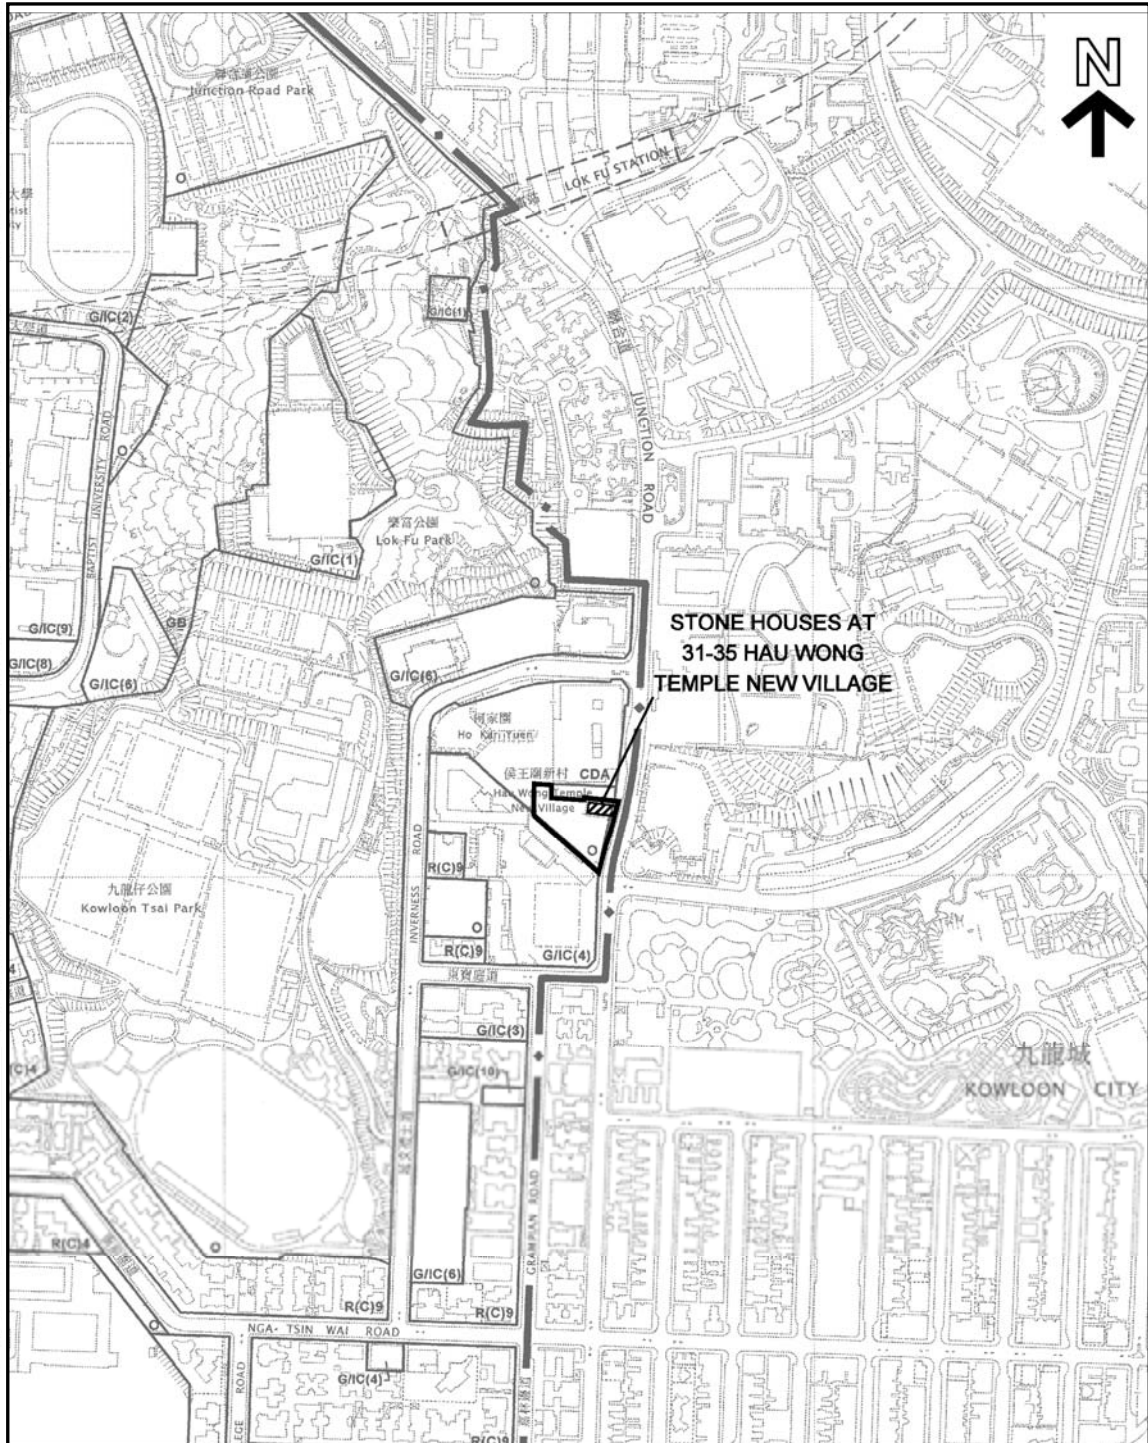 N
Junction Road Park
LOK FU STATION
G/IC(2)
G/IC(1)
JUNCTION ROAD
BAPTIST UNIVERSITY ROAD
樂富公園
Lok Fu Park
G/IC(1)
GB
G/IC(9)
G/IC(8)
G/IC(6)
G/IC(6)
STONE HOUSES AT
31-35 HAU WONG
TEMPLE NEW VILLAGE
何家園
Ho Kan Yuen
侯王廟新村
CDA
Hau Wong Temple
New Village
O
INVERNESS ROAD
R(C)9
九龍仔公園
Kowloon Tsai Park
O
R(C)9
G/IC(4)
G/IC(3)
G/IC(10)
九龍城
KOWLOON CITY
GRAMPIAN ROAD
R(C)4
O
G/IC(6)
R(C)9
R(C)9
NGA TSIN WAI ROAD
G/IC(4)
R(C)9